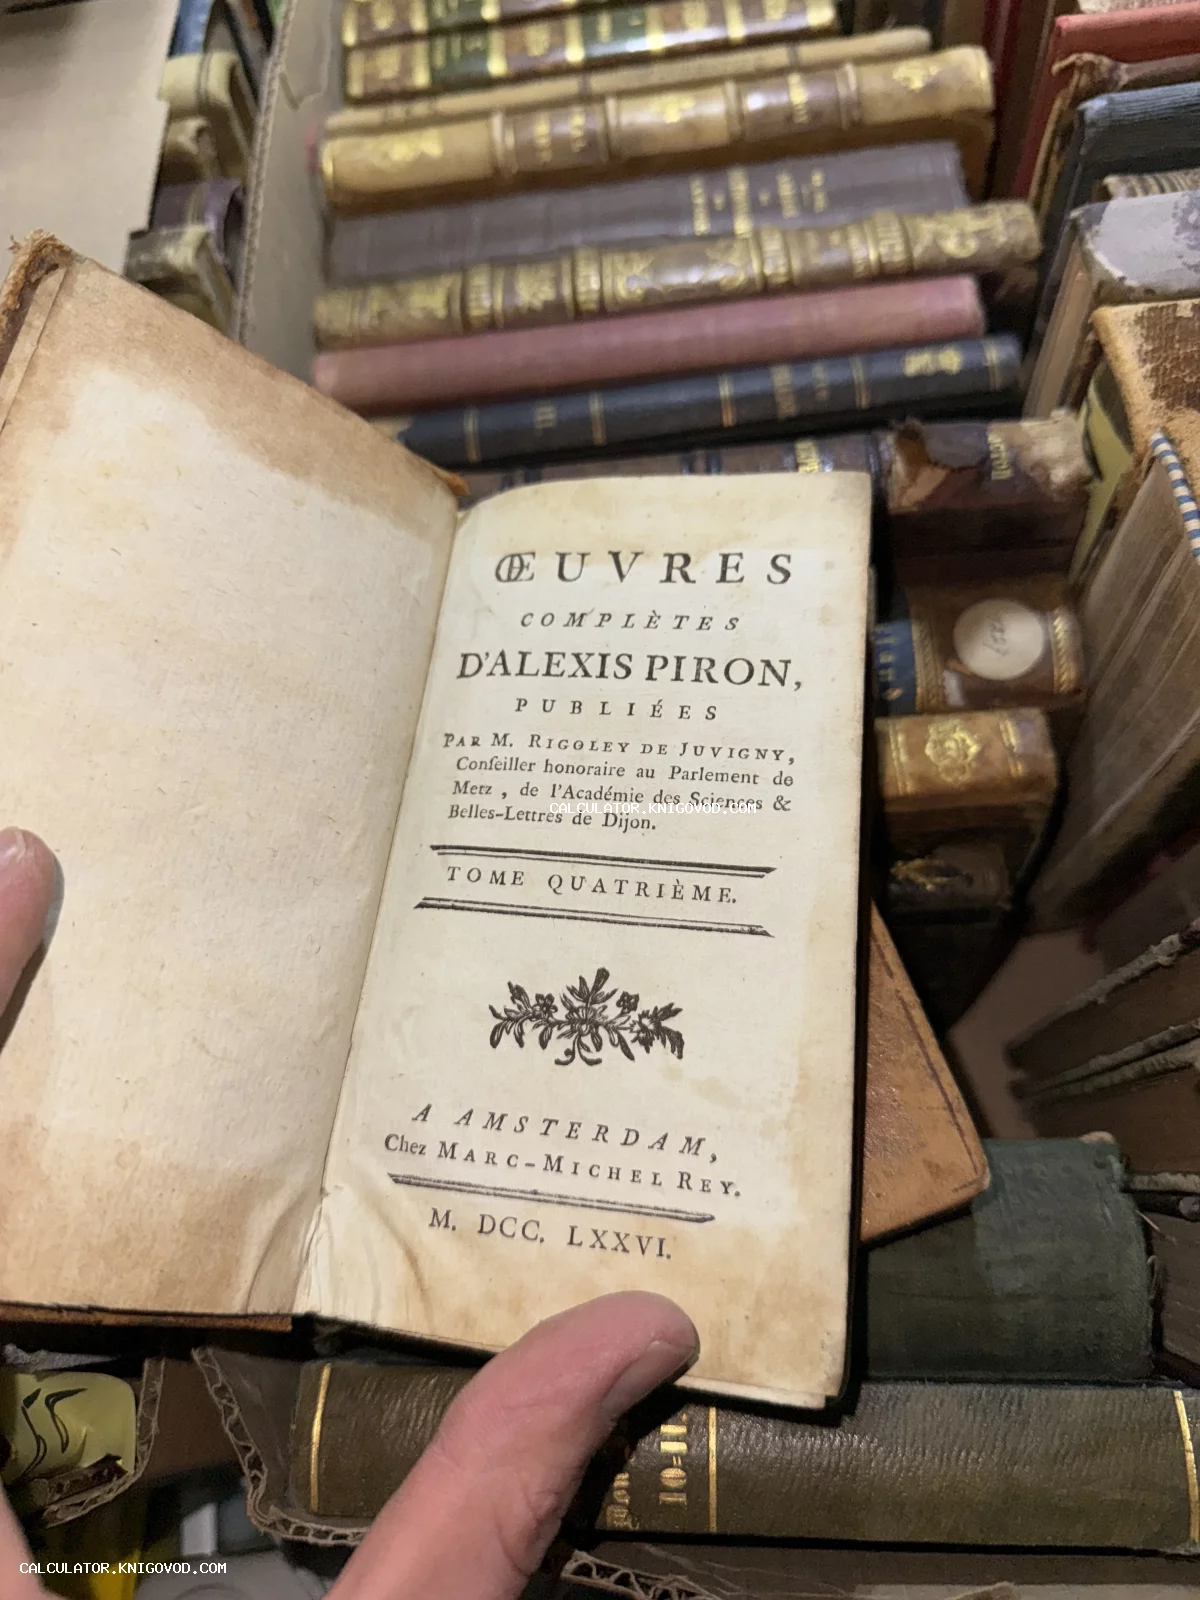 ŒUVRES
COMPLÈTES
D'ALEXIS PIRON,
PUBLIÉES
PAR M. RIGOLEY DE JUVIGNY,
Conſeiller honoraire au Parlement de
Metz , de l'Académie des Sciences &
Belles-Lettres de Dijon.
CALCULATOR.KNIGOVOD.COM
TOME QUATRIÈME.
A AMSTERDAM,
Chez MARC-MICHEL REY.
M. DCC. LXXVI.
10-11.
CALCULATOR.KNIGOVOD.COM